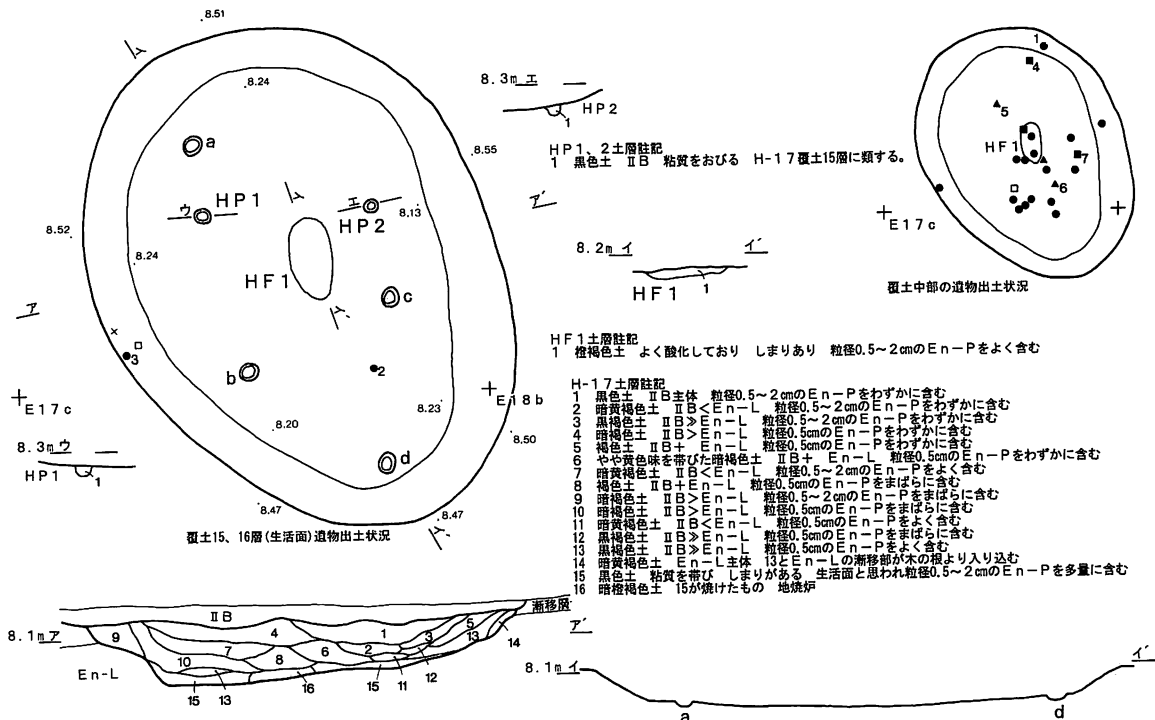 8.51
イ
8.24
a
8.55
HP1
ウ
エ
HP2
8.13
イ
8.52
8.24
HF1
イ´
c
ア
ア´
3
b
2
E17c
E18b
8.23
8.20
8.50
d
8.3m ウ
HP1
1
8.47
8.47
イ´
覆土15、16層(生活面)遺物出土状況
8.3m エ
HP2
1
HP1、2土層註記
1 黒色土 ⅡB 粘質をおびる H-17覆土15層に類する。
8.2m イ
イ´
HF1
1
1
4
5
HF1
7
6
E17c
覆土中部の遺物出土状況
HF1土層註記
1 橙褐色土 よく酸化しており しまりあり 粒径0.5~2cmのEn-Pをよく含む
H-17土層註記
1 黒色土 ⅡB主体 粒径0.5~2cmのEn-Pをわずかに含む
2 暗黄褐色土 ⅡB<En-L 粒径0.5~2cmのEn-Pをわずかに含む
3 黒褐色土 ⅡB≫En-L 粒径0.5~2cmのEn-Pをわずかに含む
4 暗褐色土 ⅡB>En-L 粒径0.5cmのEn-Pをわずかに含む
5 褐色土 ⅡB+ En-L 粒径0.5cmのEn-Pをわずかに含む
6 やや黄色味を帯びた暗褐色土 ⅡB+ En-L 粒径0.5cmのEn-Pをわずかに含む
7 暗黄褐色土 ⅡB<En-L 粒径0.5~2cmのEn-Pをよく含む
8 褐色土 ⅡB+En-L 粒径0.5cmのEn-Pをまばらに含む
9 暗褐色土 ⅡB>En-L 粒径0.5~2cmのEn-Pをまばらに含む
10 暗褐色土 ⅡB>En-L 粒径0.5cmのEn-Pをまばらに含む
11 暗黄褐色土 ⅡB<En-L 粒径0.5cmのEn-Pをよく含む
12 黒褐色土 ⅡB≫En-L 粒径0.5cmのEn-Pをまばらに含む
13 黒褐色土 ⅡB≫En-L 粒径0.5cmのEn-Pをよく含む
14 暗黄褐色土 En-L主体 13とEn-Lの漸移部が木の根より入り込む
15 黒色土 粘質を帯び しまりがある 生活面と思われ粒径0.5~2cmのEn-Pを多量に含む
16 暗橙褐色土 15が焼けたもの 地焼炉
ⅡB
漸移層
8.1m ア
ア´
9
4
1
5
3
13
14
7
6
2
10
8
En-L
15
13
16
15
11
12
8.1m イ
イ´
a
d